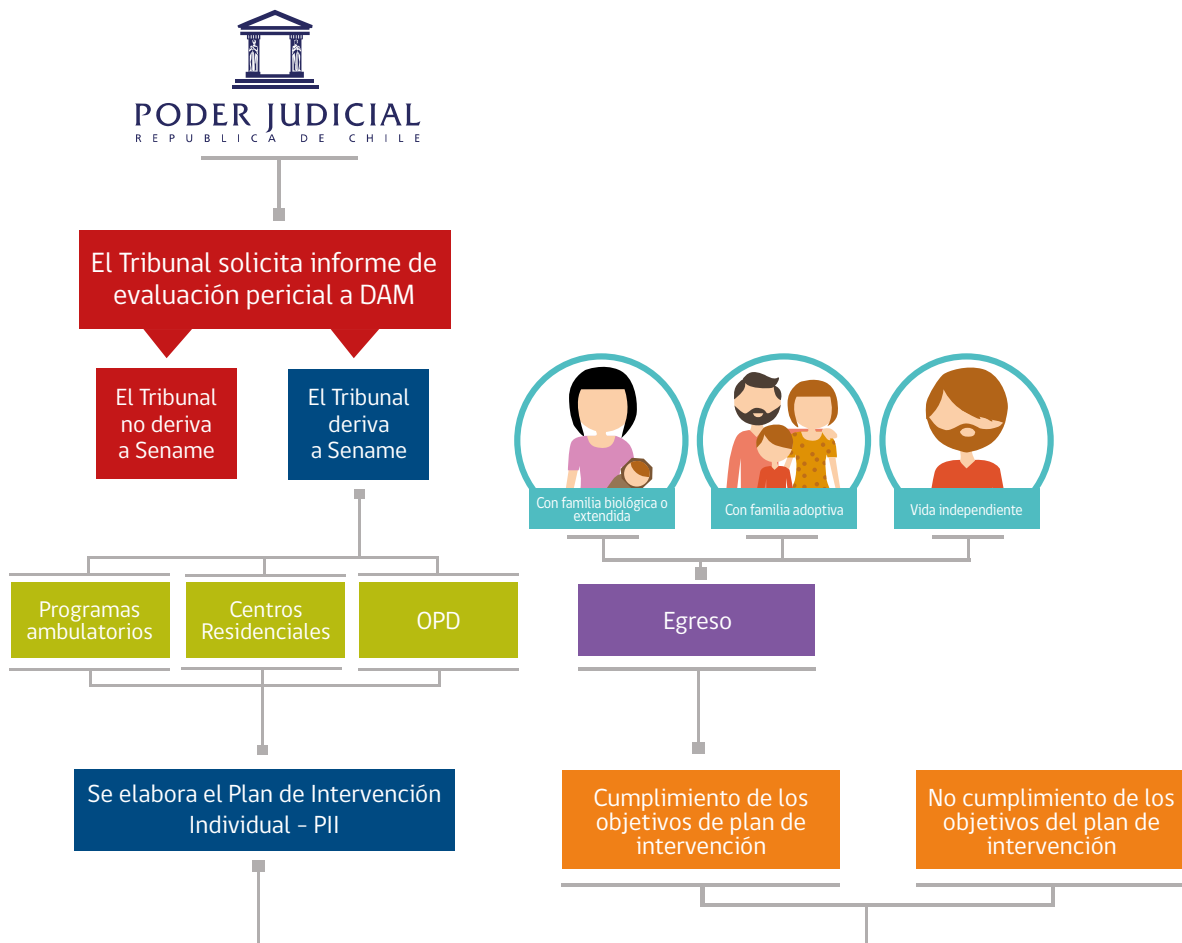 PODER JUDICIAL
REPUBLICA DE CHILE
El Tribunal solicita informe de
evaluación pericial a DAM
El Tribunal
no deriva
a Sename
El Tribunal
deriva
a Sename
Programas
ambulatorios
Centros
Residenciales
OPD
Se elabora el Plan de Intervención
Individual - PII
Con familia biológica o
extendida
Con familia adoptiva
Vida independiente
Egreso
Cumplimiento de los
objetivos de plan de
intervención
No cumplimiento de los
objetivos del plan de
intervención